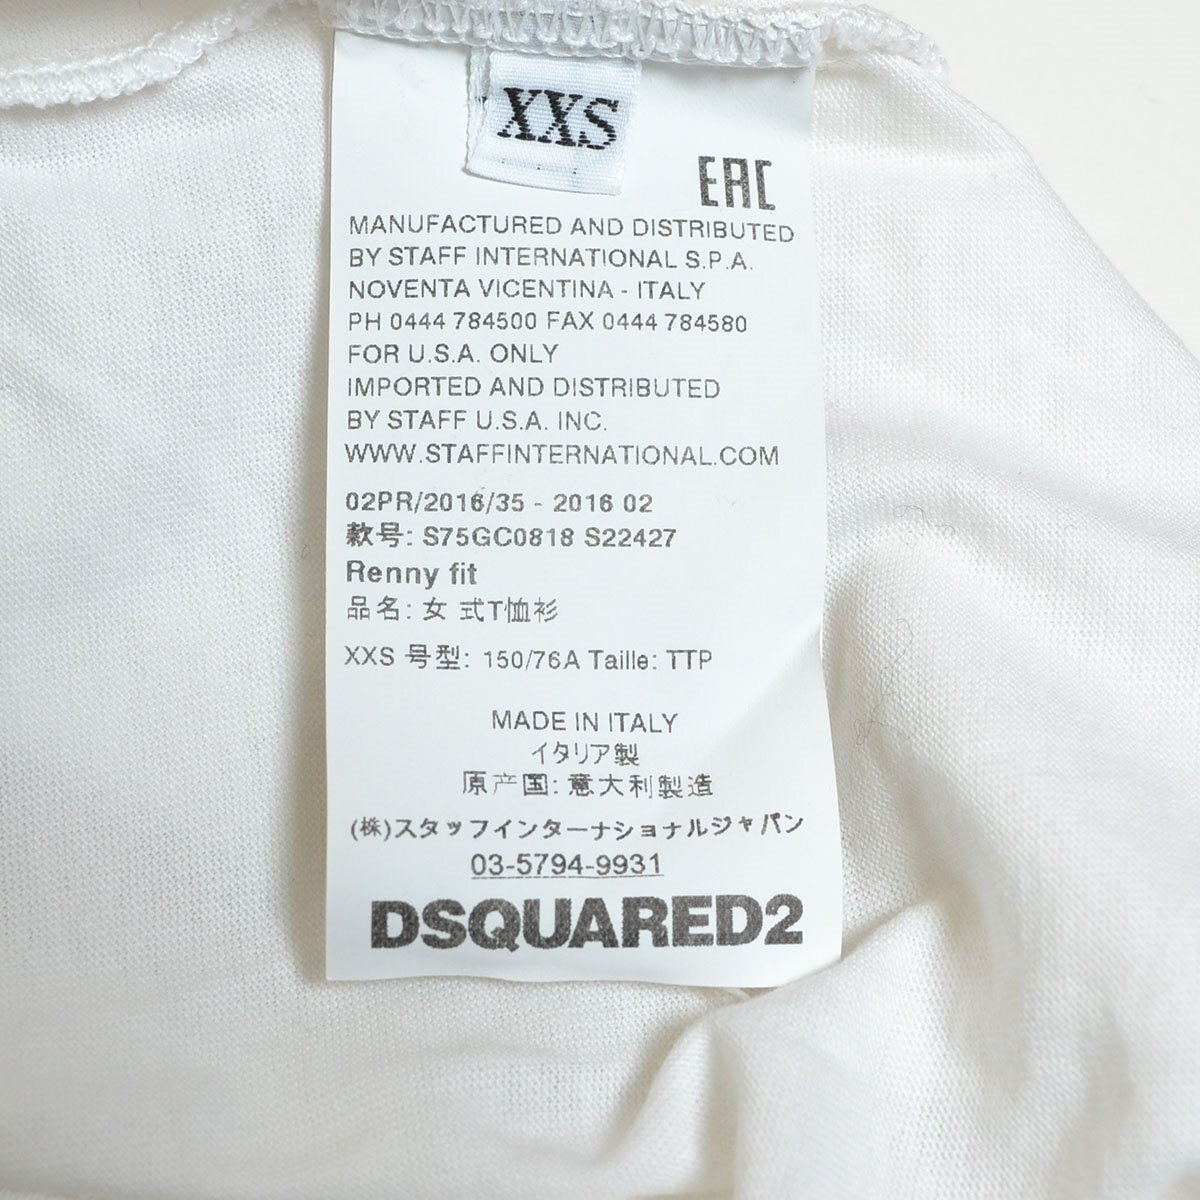 XXS
EAC
MANUFACTURED AND DISTRIBUTED
BY STAFF INTERNATIONAL S.P.A.
NOVENTA VICENTINA - ITALY
PH 0444 784500 FAX 0444 784580
FOR U.S.A. ONLY
IMPORTED AND DISTRIBUTED
BY STAFF U.S.A. INC.
WWW.STAFFINTERNATIONAL.COM
02PR/2016/35 - 2016 02
款号: S75GC0818 S22427
Renny fit
品名: 女 式T恤衫
XXS 号型: 150/76A Taille: TTP
MADE IN ITALY
イタリア製
原产国: 意大利製造
(株)スタッフインターナショナルジャパン
03-5794-9931
DSQUARED2